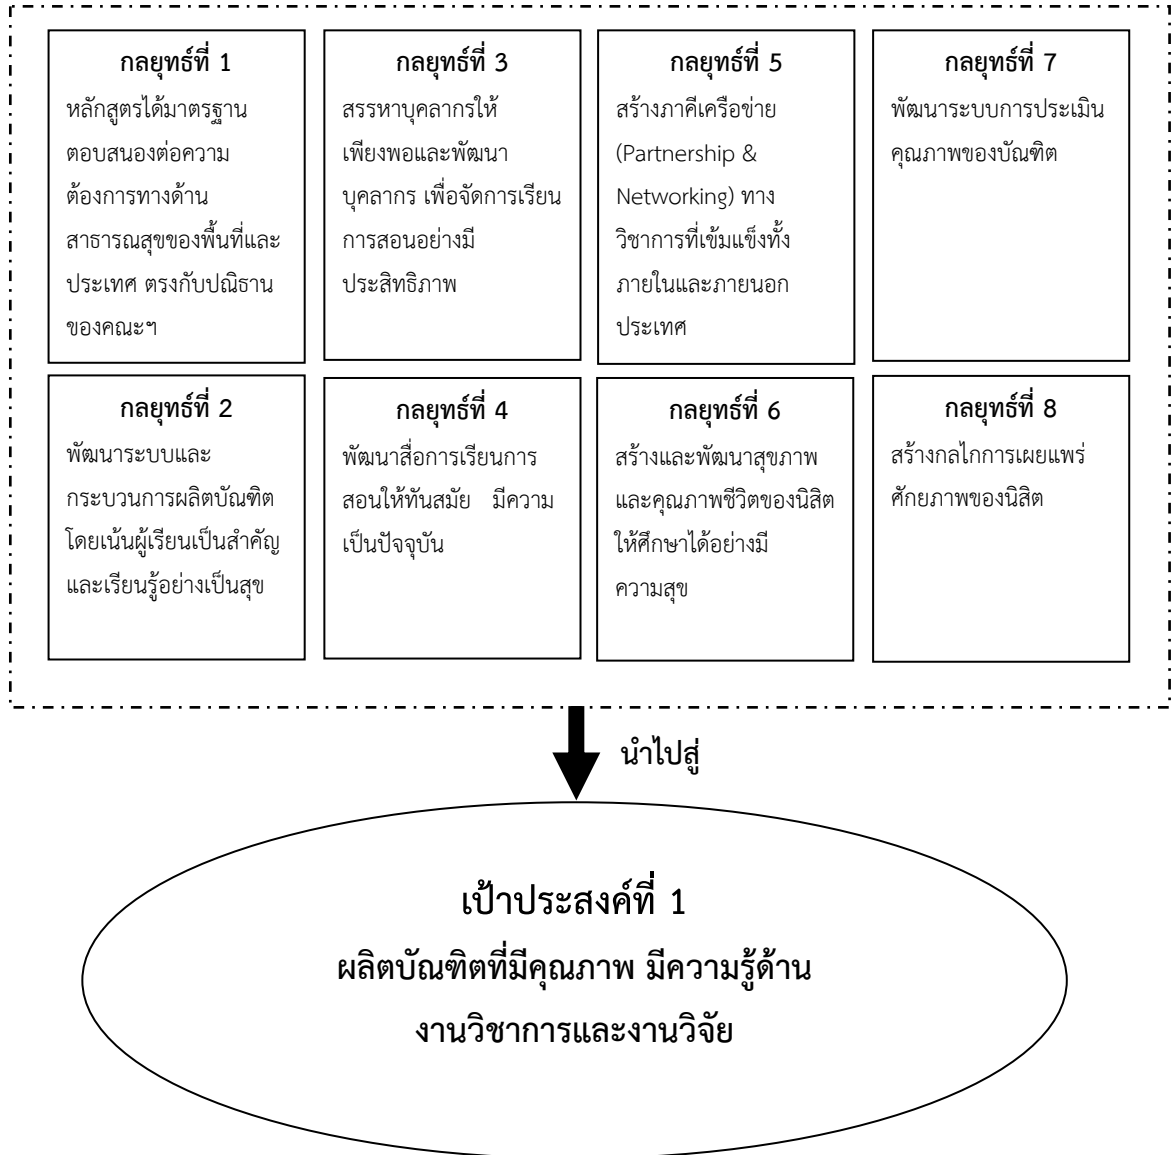 กลยุทธ์ที่ 1
หลักสูตรได้มาตรฐาน
ตอบสนองต่อความ
ต้องการทางด้าน
สาธารณสุขของพื้นที่และ
ประเทศ ตรงกับปณิธาน
ของคณะฯ
กลยุทธ์ที่ 2
พัฒนาระบบและ
กระบวนการผลิตบัณฑิต
โดยเน้นผู้เรียนเป็นสำคัญ
และเรียนรู้อย่างเป็นสุข
กลยุทธ์ที่ 3
สรรหาบุคลากรให้
เพียงพอและพัฒนา
บุคลากร เพื่อจัดการเรียน
การสอนอย่างมี
ประสิทธิภาพ
กลยุทธ์ที่ 4
พัฒนาสื่อการเรียนการ
สอนให้ทันสมัย มีความ
เป็นปัจจุบัน
กลยุทธ์ที่ 5
สร้างภาคีเครือข่าย
(Partnership &
Networking) ทาง
วิชาการที่เข้มแข็งทั้ง
ภายในและภายนอก
ประเทศ
กลยุทธ์ที่ 6
สร้างและพัฒนาสุขภาพ
และคุณภาพชีวิตของนิสิต
ให้ศึกษาได้อย่างมี
ความสุข
กลยุทธ์ที่ 7
พัฒนาระบบการประเมิน
คุณภาพของบัณฑิต
กลยุทธ์ที่ 8
สร้างกลไกการเผยแพร่
ศักยภาพของนิสิต
นำไปสู่
เป้าประสงค์ที่ 1
ผลิตบัณฑิตที่มีคุณภาพ มีความรู้ด้าน
งานวิชาการและงานวิจัย